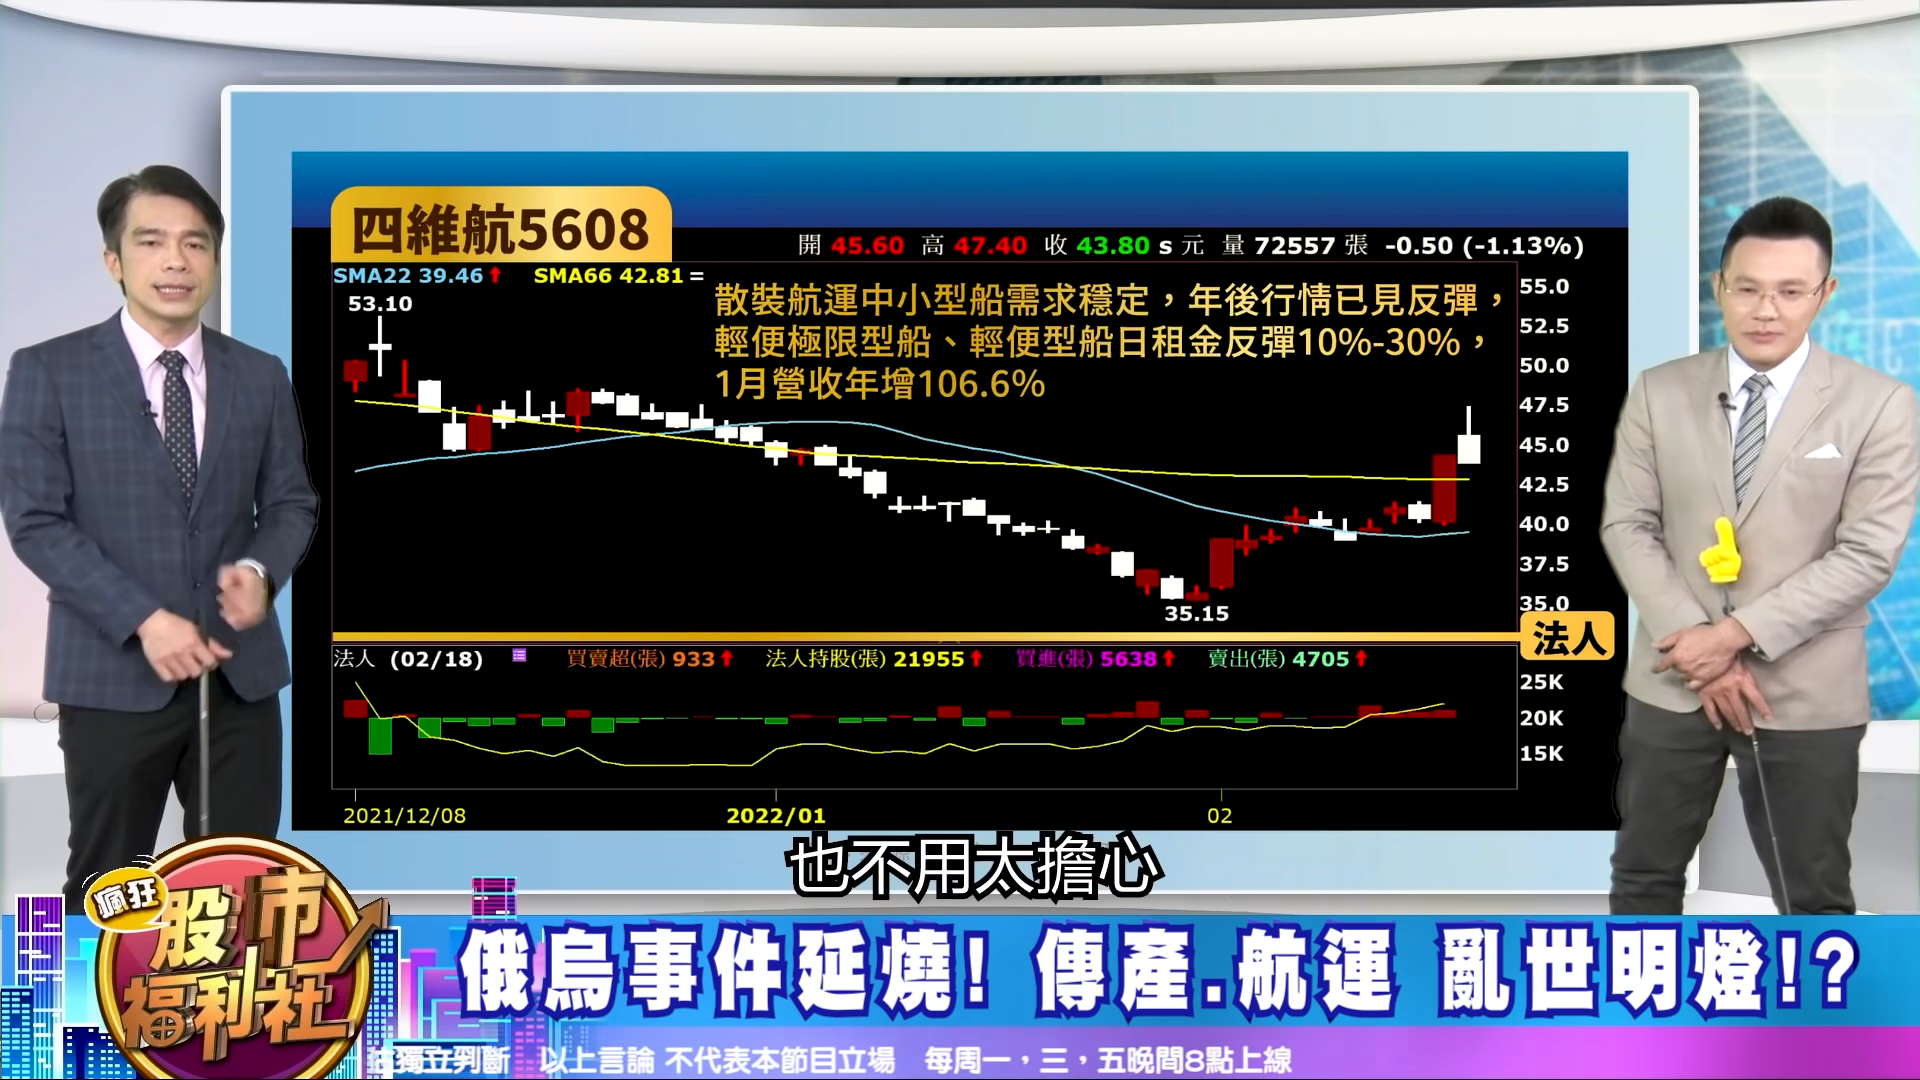 四維航5608
開 45.60 高 47.40 收 43.80 s 元 量 72557 張 -0.50 (-1.13%)
SMA22 39.46 ↑ SMA66 42.81 =
53.10
散裝航運中小型船需求穩定，年後行情已見反彈，
輕便極限型船、輕便型船日租金反彈10%-30%，
1月營收年增106.6%
55.0
52.5
50.0
47.5
45.0
42.5
40.0
37.5
35.0
35.15
法人
法人 (02/18) 買賣超(張) 933 ↑ 法人持股(張) 21955 ↑ 買進(張) 5638 ↑ 賣出(張) 4705 ↑
25K
20K
15K
2021/12/08 2022/01 02
也不用太擔心
瘋狂
股市
福利社
俄烏事件延燒! 傳產.航運 亂世明燈!?
獨立判斷 以上言論 不代表本節目立場 每周一，三，五晚間8點上線